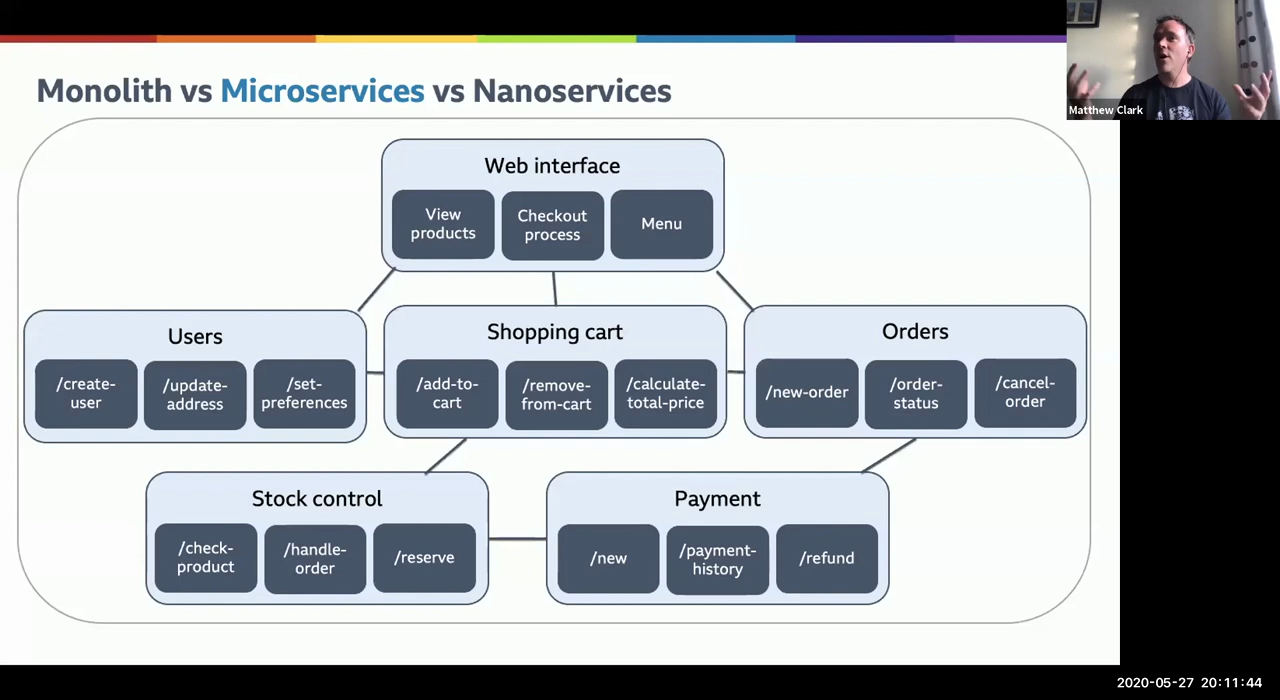 Monolith vs Microservices vs Nanoservices
Matthew Clark
Web interface
View
products
Checkout
process
Menu
Users
/create-
user
/update-
address
/set-
preferences
Shopping cart
/add-to-
cart
/remove-
from-cart
/calculate-
total-price
Orders
/new-order
/order-
status
/cancel-
order
Stock control
/check-
product
/handle-
order
/reserve
Payment
/new
/payment-
history
/refund
2020-05-27 20:11:44